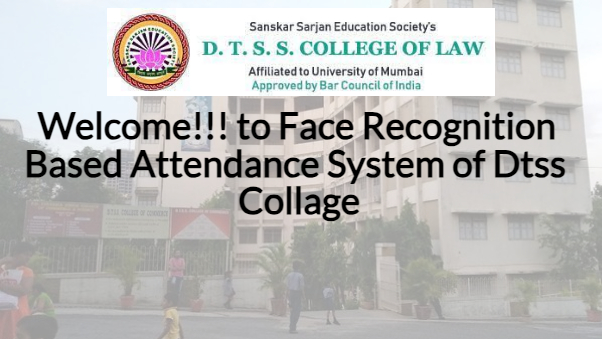 Sanskar Sarjan Education Society's
D. T. S. S. COLLEGE OF LAW
Affiliated to University of Mumbai
Approved by Bar Council of India
Welcome!!! to Face Recognition
Based Attendance System of Dtss
Collage